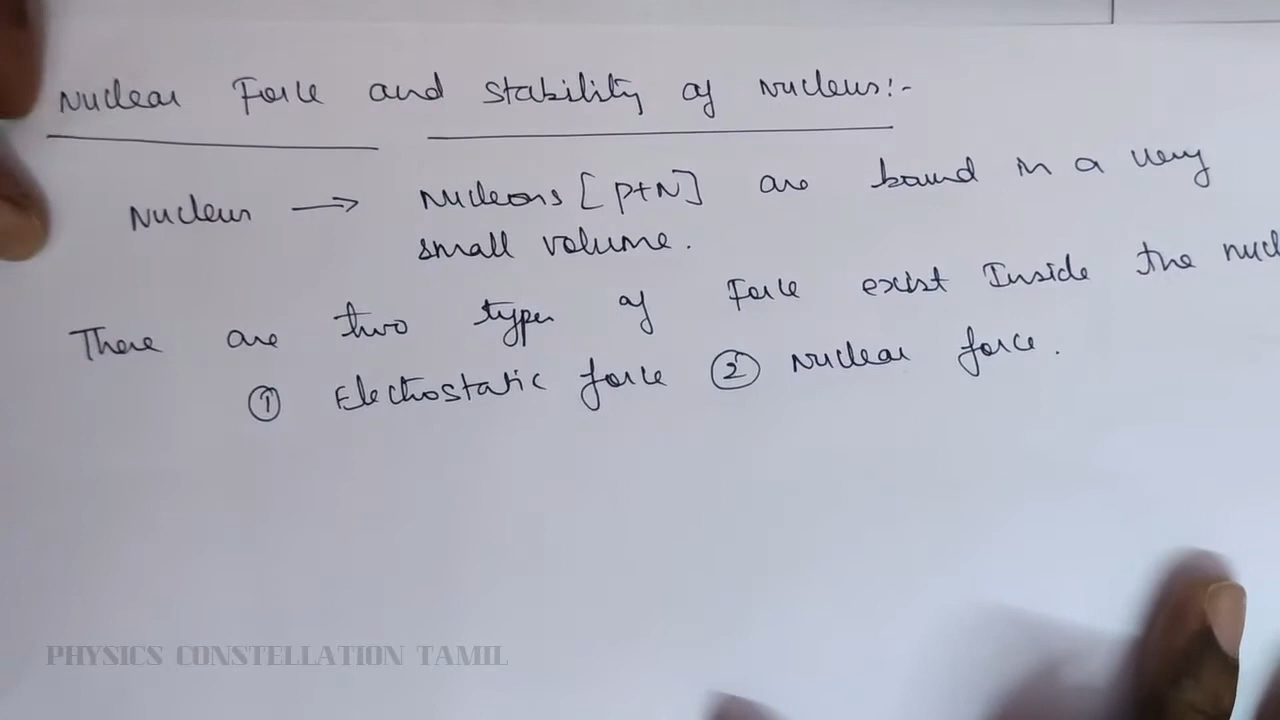 Nuclear Force and Stability of Nucleus:-
Nucleus → Nucleons [P+N] are bound in a very
small volume.
There are two types of Force exist Inside the nucl
① Electrostatic force ② Nuclear force.
PHYSICS CONSTELLATION TAMIL